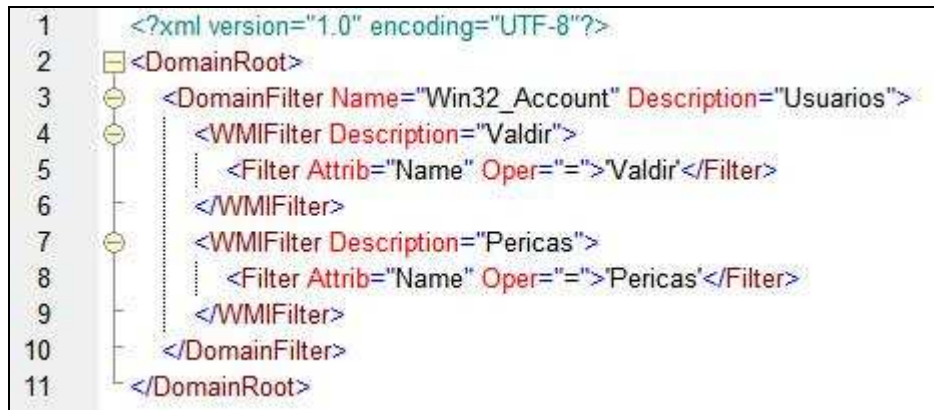 1 <?xml version="1.0" encoding="UTF-8"?>
2 <DomainRoot>
3 <DomainFilter Name="Win32_Account" Description="Usuarios">
4 <WMIFilter Description="Valdir">
5 <Filter Attrib="Name" Oper="=">'Valdir'</Filter>
6 </WMIFilter>
7 <WMIFilter Description="Pericas">
8 <Filter Attrib="Name" Oper="=">'Pericas'</Filter>
9 </WMIFilter>
10 </DomainFilter>
11 </DomainRoot>